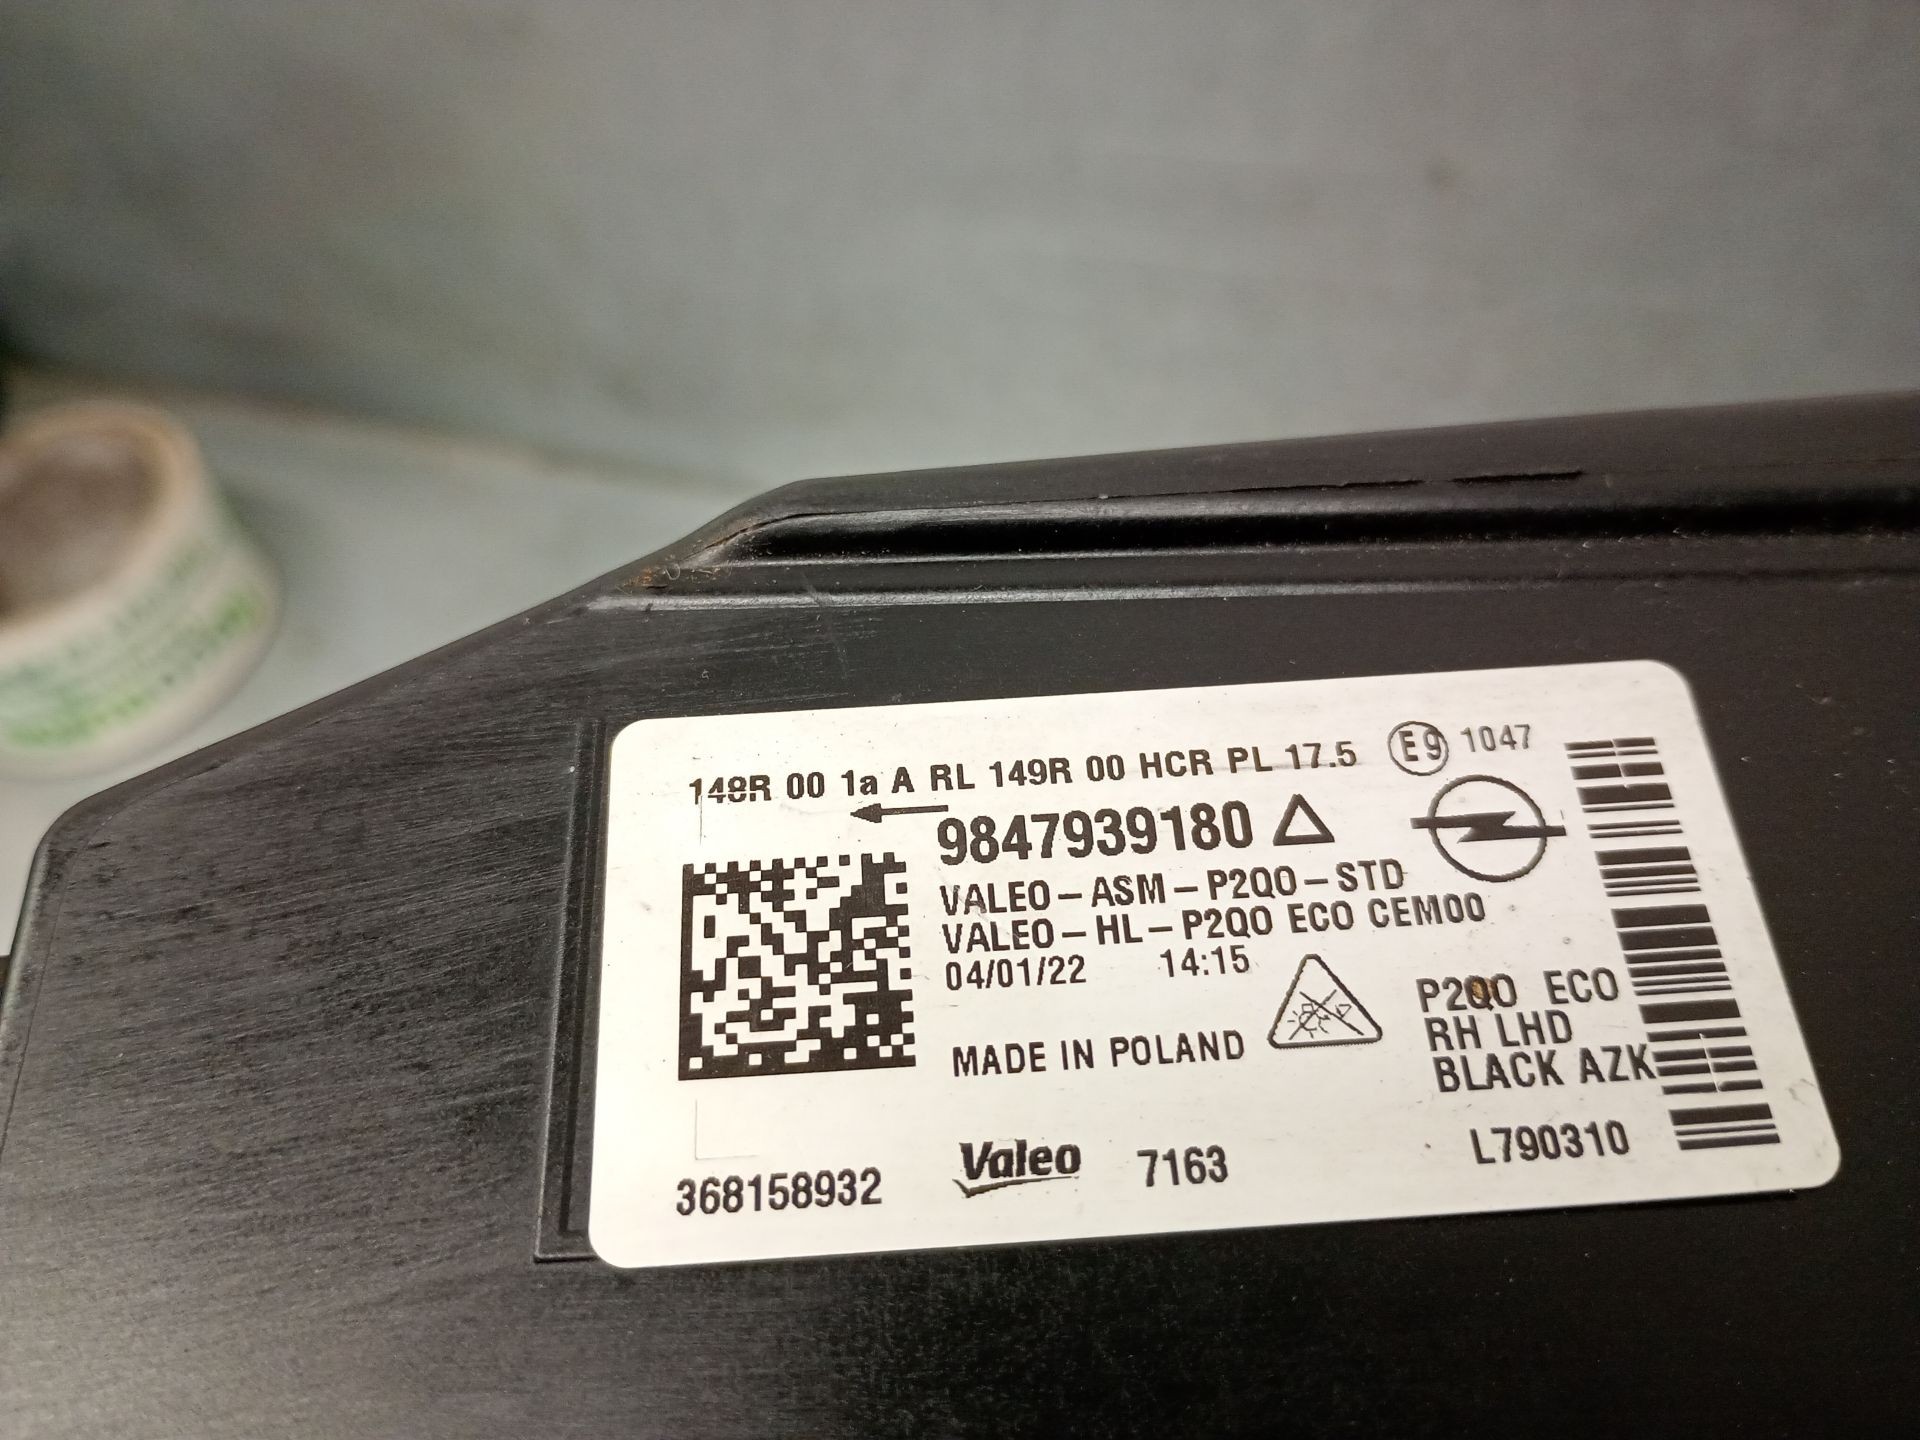 148R 00 1a A RL 149R 00 HCR PL 17.5 E9 1047
9847939180
VALEO-ASM-P2QO-STD
VALEO-HL-P2QO ECO CEM00
04/01/22 14:15
P2QO ECO
RH LHD
BLACK AZK
MADE IN POLAND
368158932 Valeo 7163 L790310